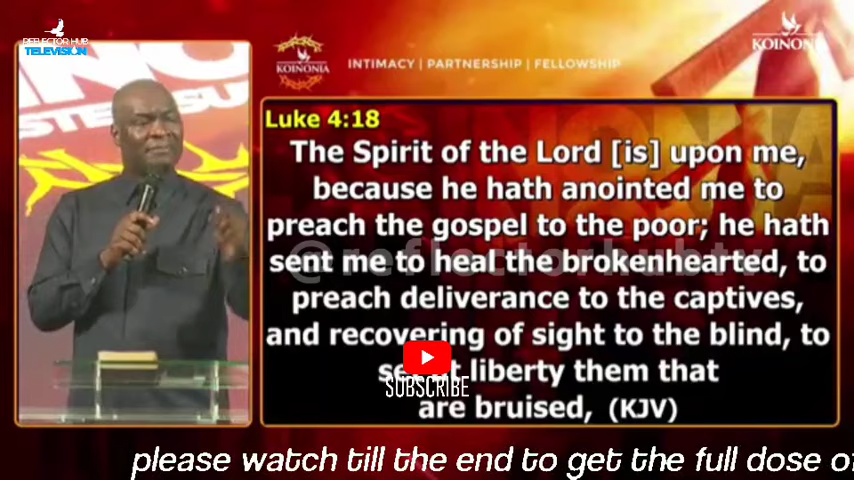 REFLECTOR HUB
TELEVISION
KOINONIA
INTIMACY | PARTNERSHIP | FELLOWSHIP
KOINONIA
Luke 4:18
The Spirit of the Lord [is] upon me,
because he hath anointed me to
preach the gospel to the poor; he hath
sent me to heal the brokenhearted, to
preach deliverance to the captives,
and recovering of sight to the blind, to
set at liberty them that
are bruised, (KJV)
@reflectorhubtv
SUBSCRIBE
please watch till the end to get the full dose of